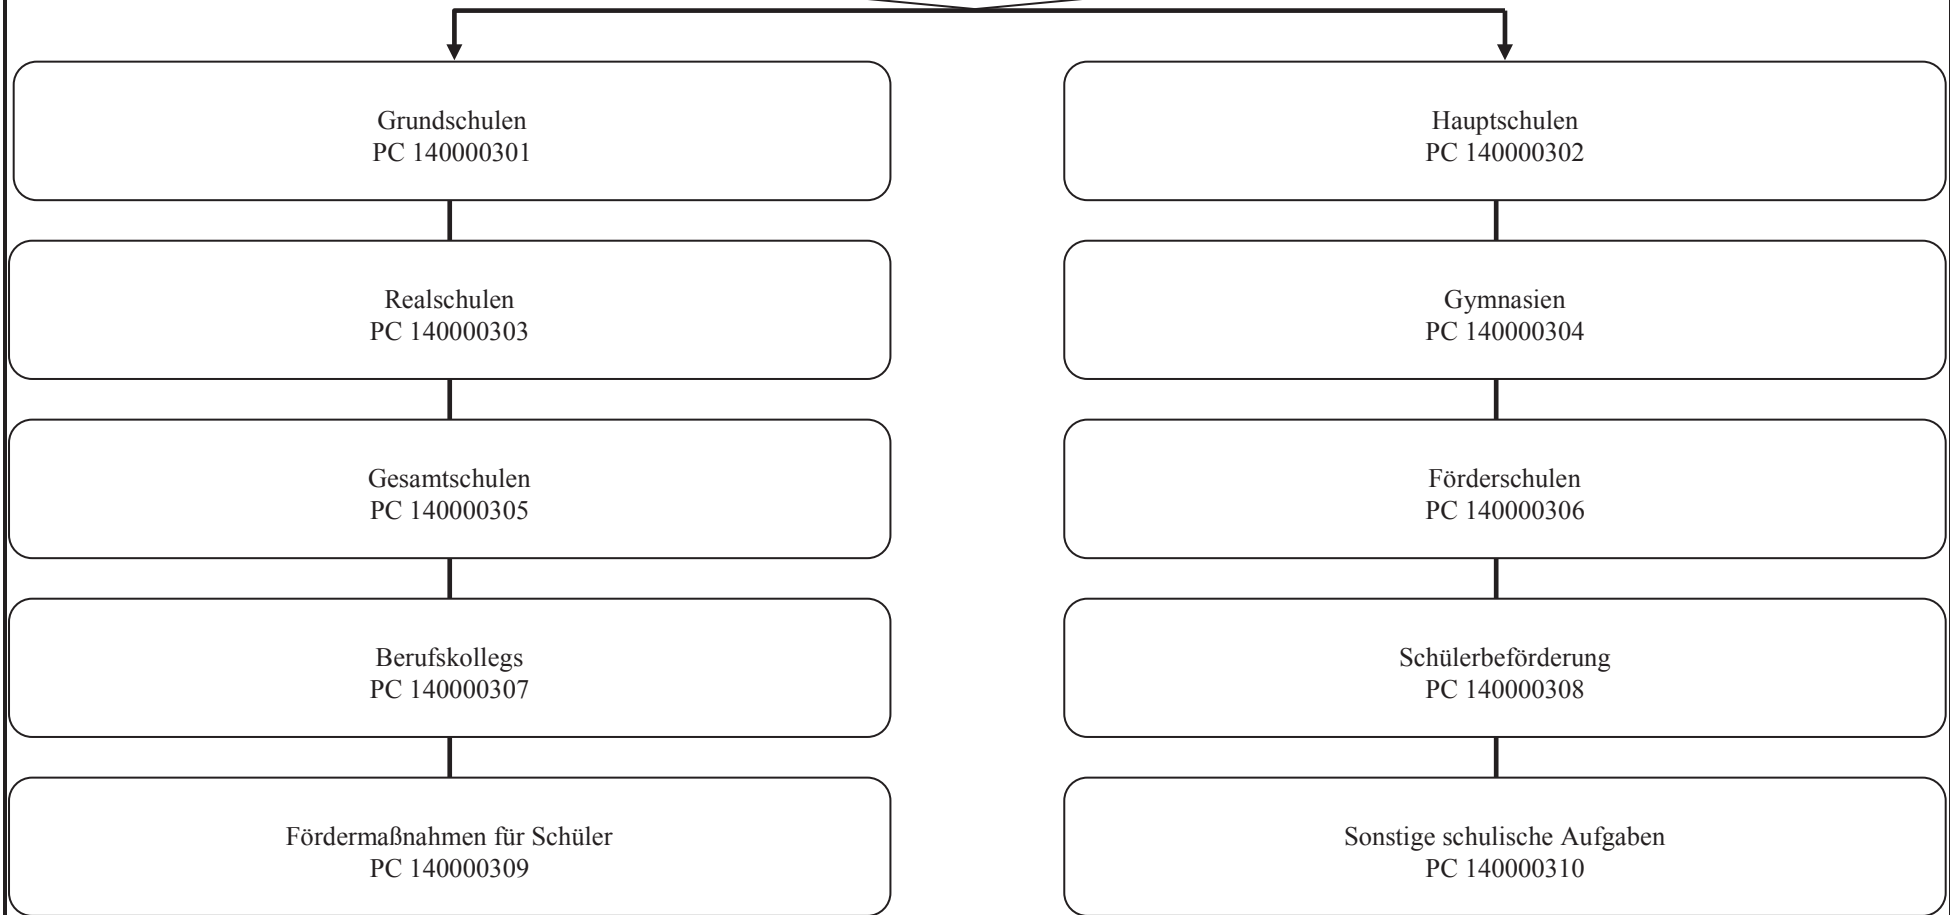 Grundschulen
PC 140000301
Hauptschulen
PC 140000302
Realschulen
PC 140000303
Gymnasien
PC 140000304
Gesamtschulen
PC 140000305
Förderschulen
PC 140000306
Berufskollegs
PC 140000307
Schülerbeförderung
PC 140000308
Fördermaßnahmen für Schüler
PC 140000309
Sonstige schulische Aufgaben
PC 140000310